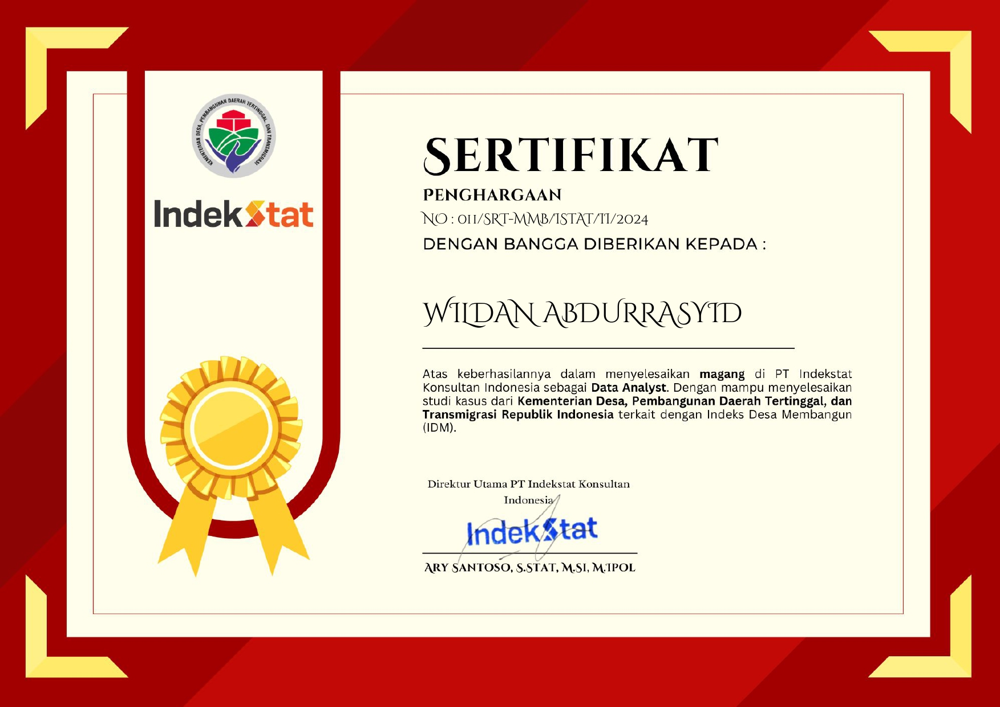 KEMENTERIAN DESA, PEMBANGUNAN DAERAH TERTINGGAL, DAN TRANSMIGRASI
IndekStat
SERTIFIKAT
PENGHARGAAN
NO : 011/SRT-MMB/ISTAT/II/2024
DENGAN BANGGA DIBERIKAN KEPADA :
WILDAN ABDURRASYID
Atas keberhasilannya dalam menyelesaikan magang di PT Indekstat
Konsultan Indonesia sebagai Data Analyst. Dengan mampu menyelesaikan
studi kasus dari Kementerian Desa, Pembangunan Daerah Tertinggal, dan
Transmigrasi Republik Indonesia terkait dengan Indeks Desa Membangun
(IDM).
Direktur Utama PT Indekstat Konsultan
Indonesia
IndekStat
ARY SANTOSO, S.STAT, M.SI, M.IPOL